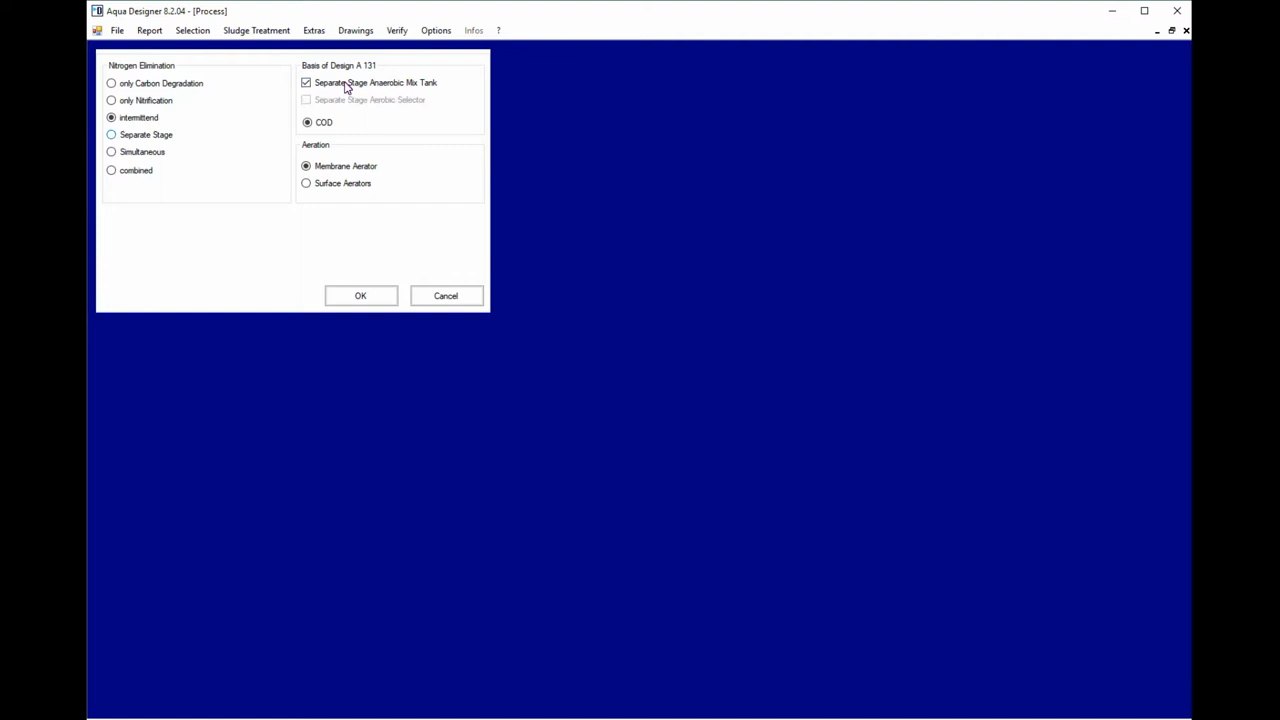 Aqua Designer 8.2.04 - [Process]
File Report Selection Sludge Treatment Extras Drawings Verify Options Infos ?
Nitrogen Elimination
only Carbon Degradation
only Nitrification
intermittend
Separate Stage
Simultaneous
combined
Basis of Design A 131
Separate Stage Anaerobic Mix Tank
Separate Stage Aerobic Selector
COD
Aeration
Membrane Aerator
Surface Aerators
OK Cancel